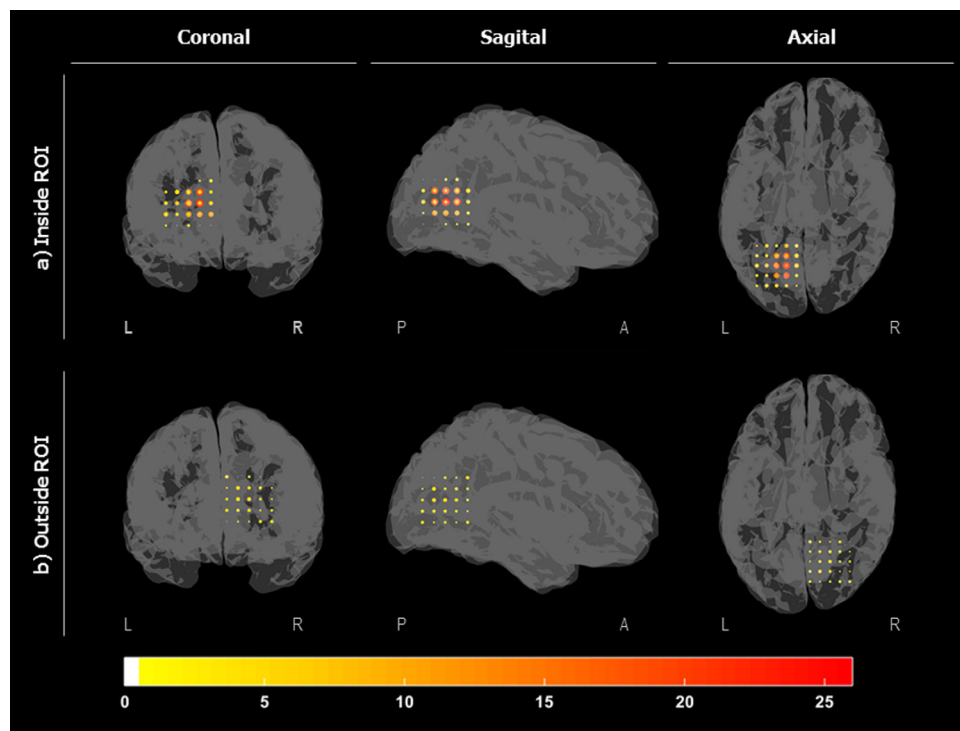 Coronal Sagital Axial
a) Inside ROI
L R P A L R
b) Outside ROI
L R P A L R
0 5 10 15 20 25